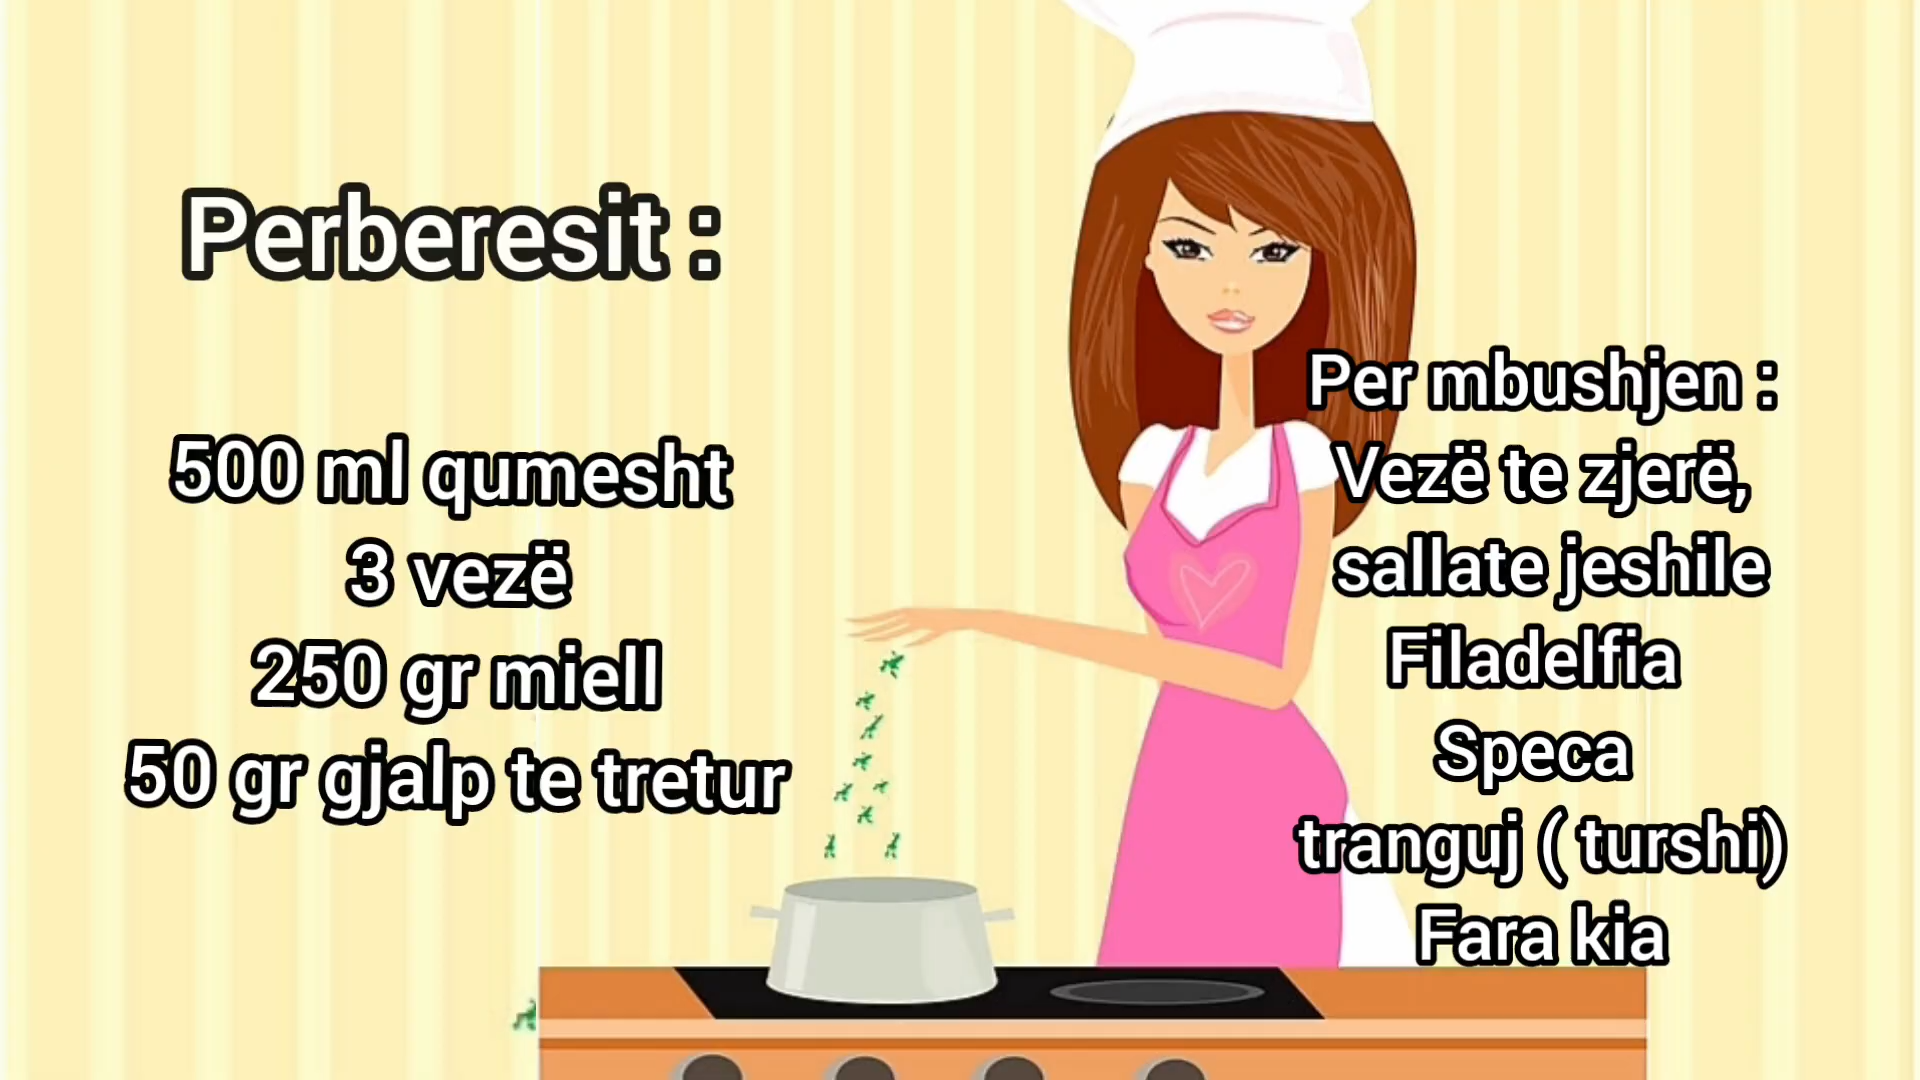 Perberesit :
500 ml qumesht
3 vezë
250 gr miell
50 gr gjalp te tretur
Per mbushjen :
Vezë te zjerë,
sallate jeshile
Filadelfia
Speca
tranguj ( turshi)
Fara kia